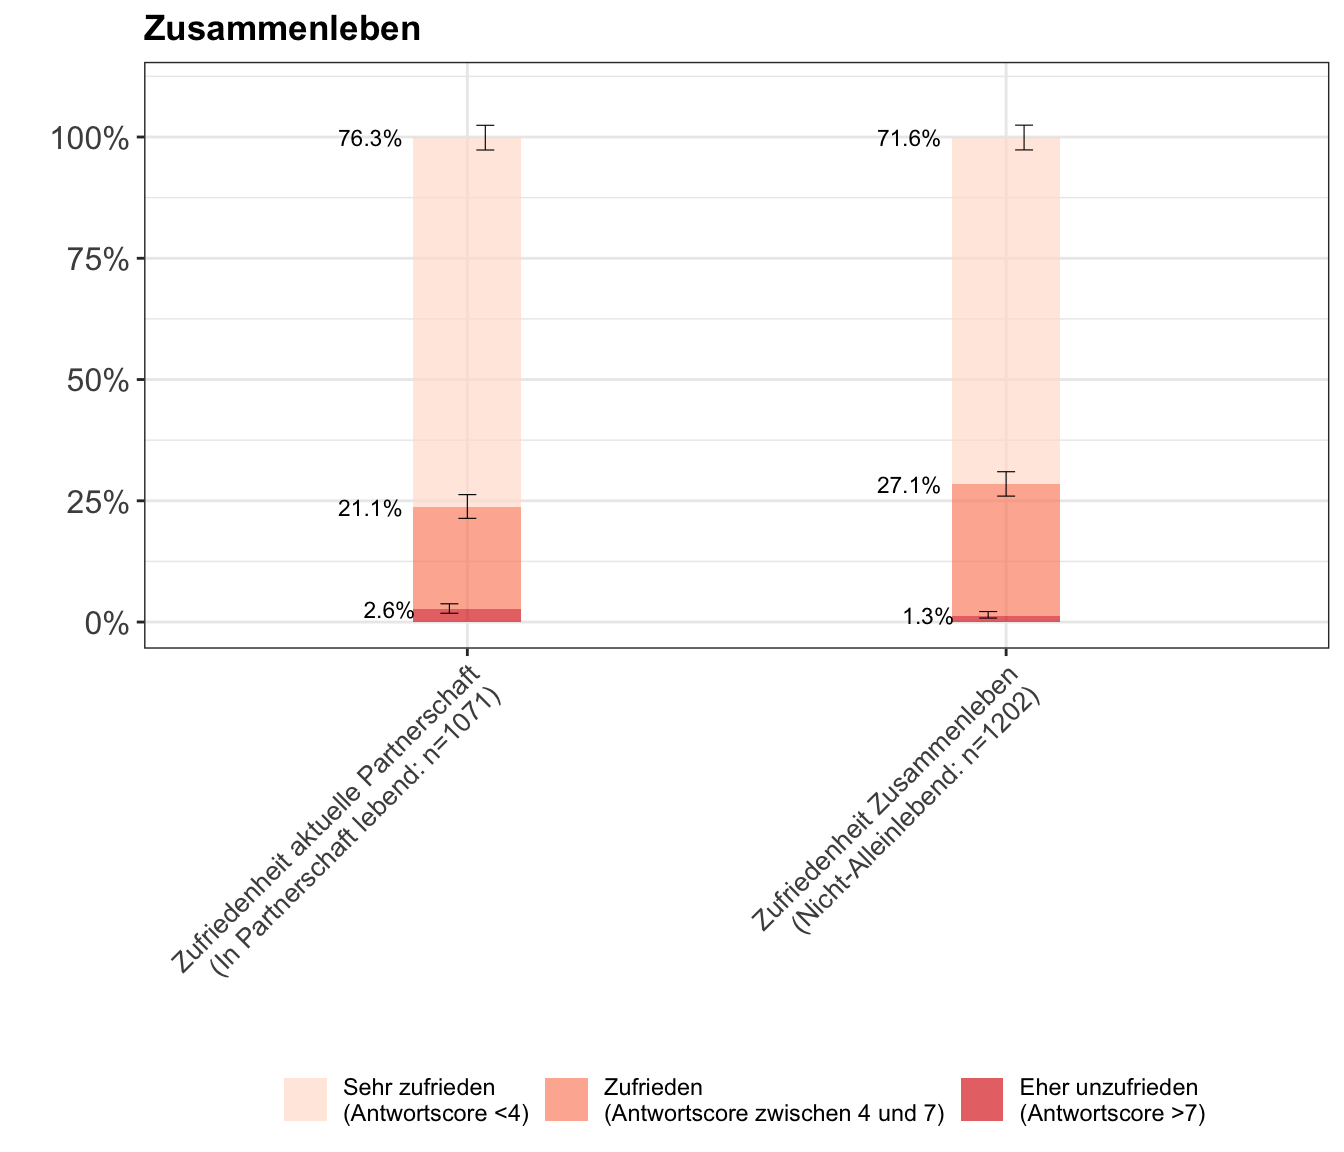 Zusammenleben
100%
75%
50%
25%
0%
76.3%
21.1%
2.6%
71.6%
27.1%
1.3%
Zufriedenheit aktuelle Partnerschaft
(In Partnerschaft lebend: n=1071)
Zufriedenheit Zusammenleben
(Nicht-Alleinlebend: n=1202)
Sehr zufrieden
(Antwortscore <4)
Zufrieden
(Antwortscore zwischen 4 und 7)
Eher unzufrieden
(Antwortscore >7)